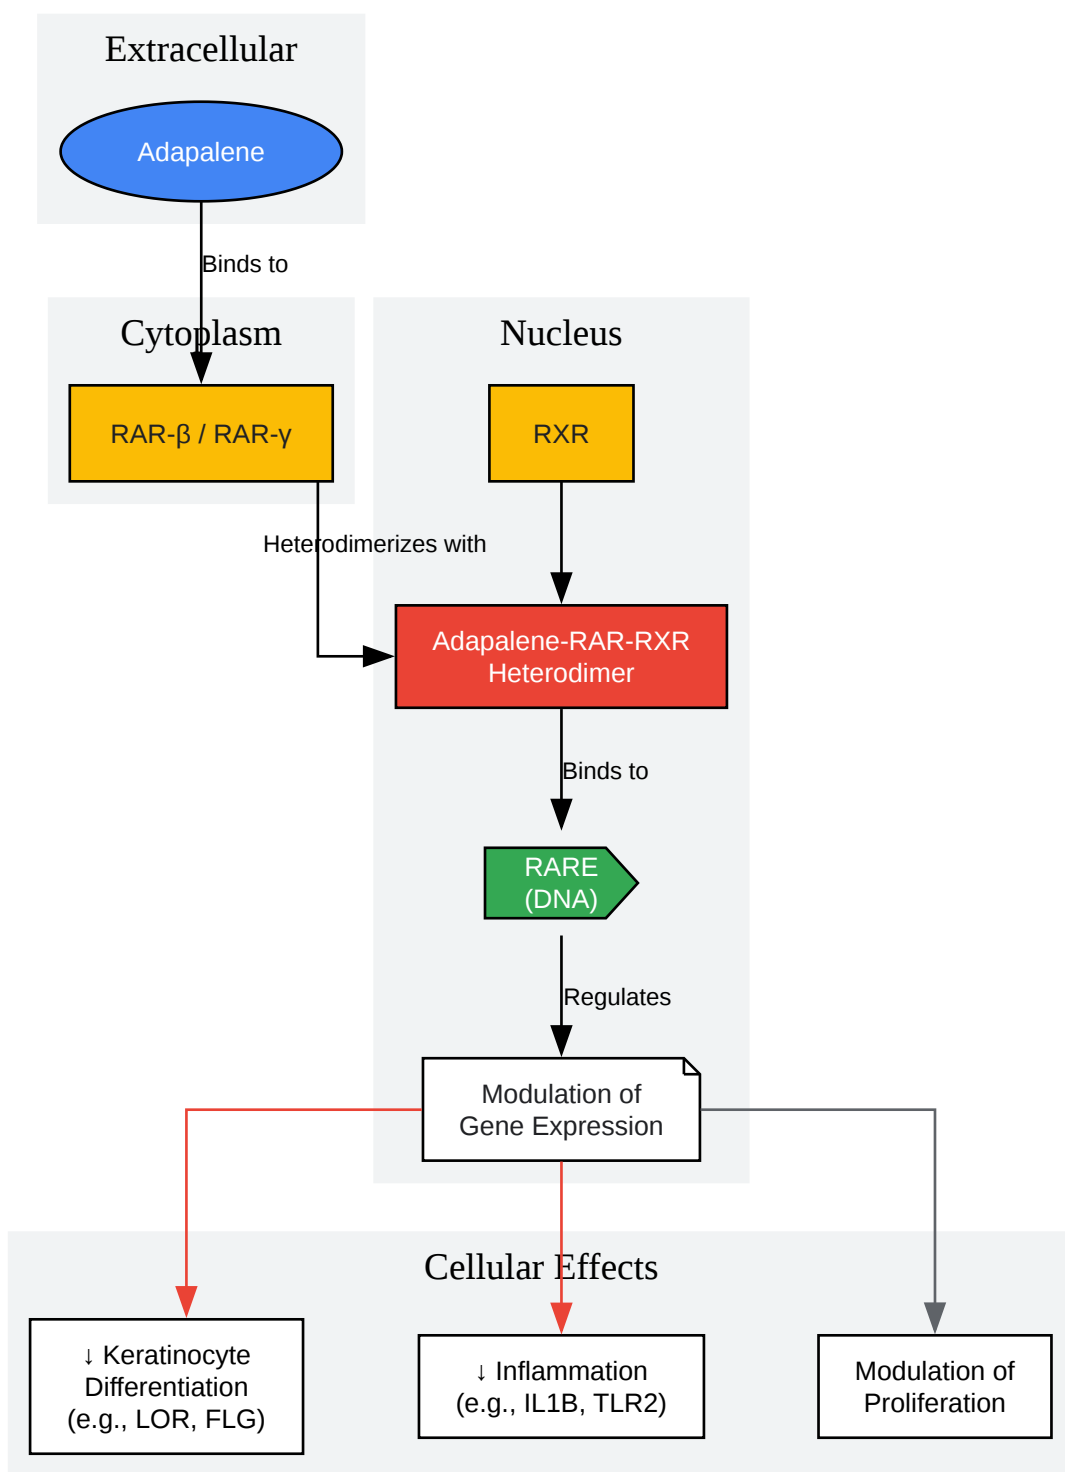 Extracellular
Adapalene
Binds to
Cytoplasm
Nucleus
RAR-β / RAR-γ
RXR
Heterodimerizes with
Adapalene-RAR-RXR
Heterodimer
Binds to
RARE
(DNA)
Regulates
Modulation of
Gene Expression
Cellular Effects
↓ Keratinocyte
Differentiation
(e.g., LOR, FLG)
↓ Inflammation
(e.g., IL1B, TLR2)
Modulation of
Proliferation